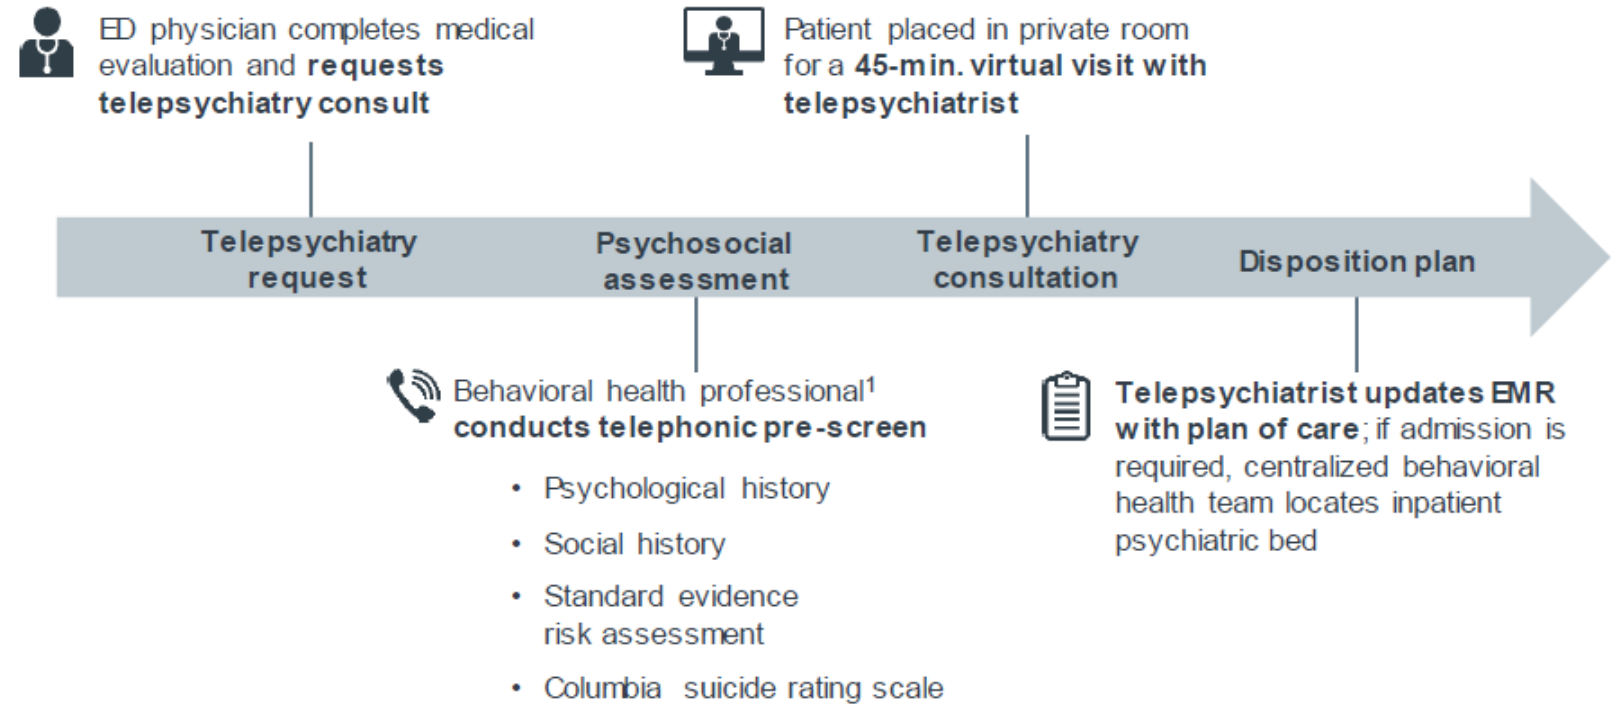 ED physician completes medical
evaluation and requests
telepsychiatry consult
Patient placed in private room
for a 45-min. virtual visit with
telepsychiatrist
Telepsychiatry
request
Psychosocial
assessment
Telepsychiatry
consultation
Disposition plan
Behavioral health professional¹
conducts telephonic pre-screen
• Psychological history
• Social history
• Standard evidence
risk assessment
• Columbia suicide rating scale
Telepsychiatrist updates EMR
with plan of care; if admission is
required, centralized behavioral
health team locates inpatient
psychiatric bed